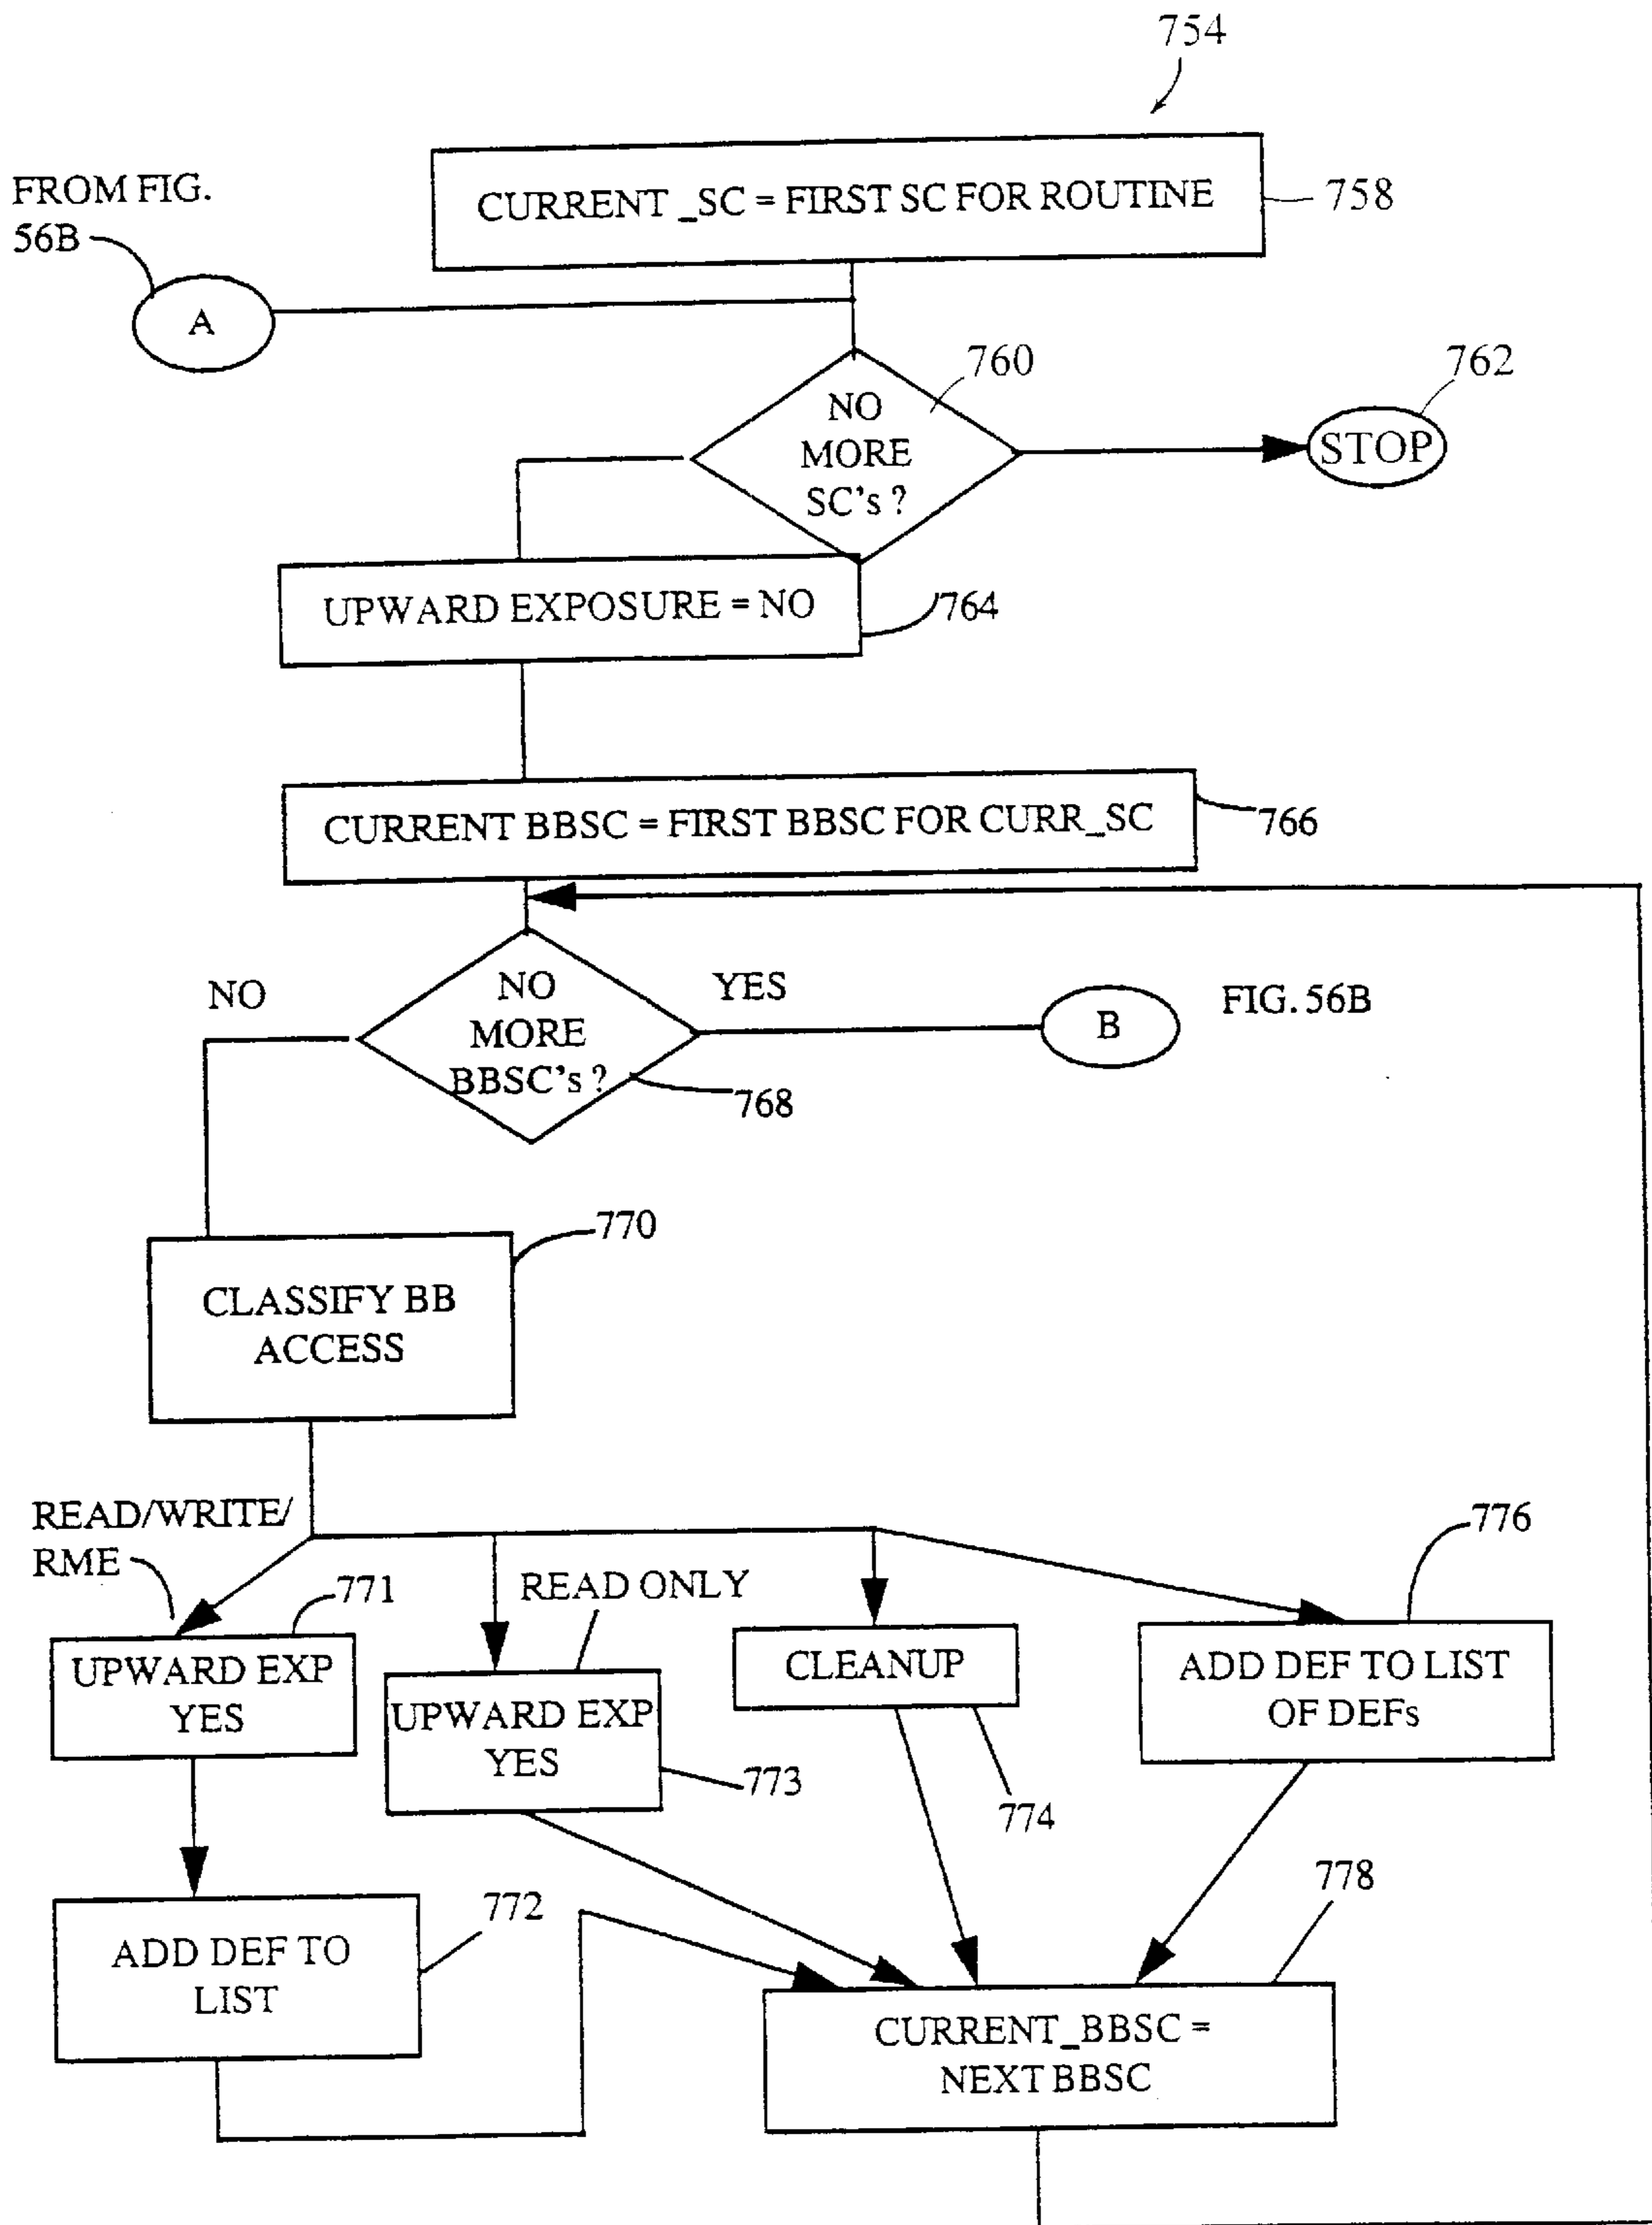 754
CURRENT _SC = FIRST SC FOR ROUTINE
758
FROM FIG.
56B
A
760
NO
MORE
SC's ?
762
STOP
UPWARD EXPOSURE = NO
764
CURRENT BBSC = FIRST BBSC FOR CURR_SC
766
NO
NO
MORE
BBSC's ?
YES
B
FIG. 56B
768
770
CLASSIFY BB
ACCESS
READ/WRITE/
RME
771
UPWARD EXP
YES
READ ONLY
UPWARD EXP
YES
773
CLEANUP
774
776
ADD DEF TO LIST
OF DEFs
772
ADD DEF TO
LIST
778
CURRENT_BBSC =
NEXT BBSC